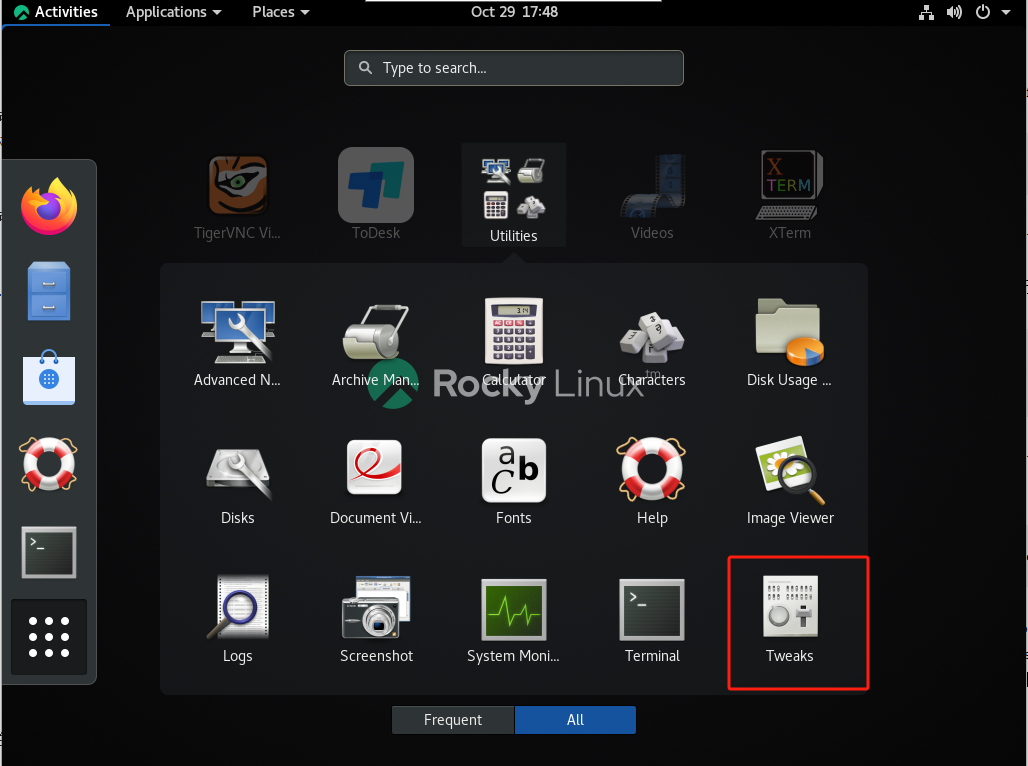 Activities Applications Places Oct 29 17:48
Type to search...
TigerVNC Vi... ToDesk Utilities Videos XTerm
Advanced N... Archive Man... Calculator Characters Disk Usage ...
Rocky Linux™
Disks Document Vi... Fonts Help Image Viewer
Logs Screenshot System Moni... Terminal Tweaks
Frequent All